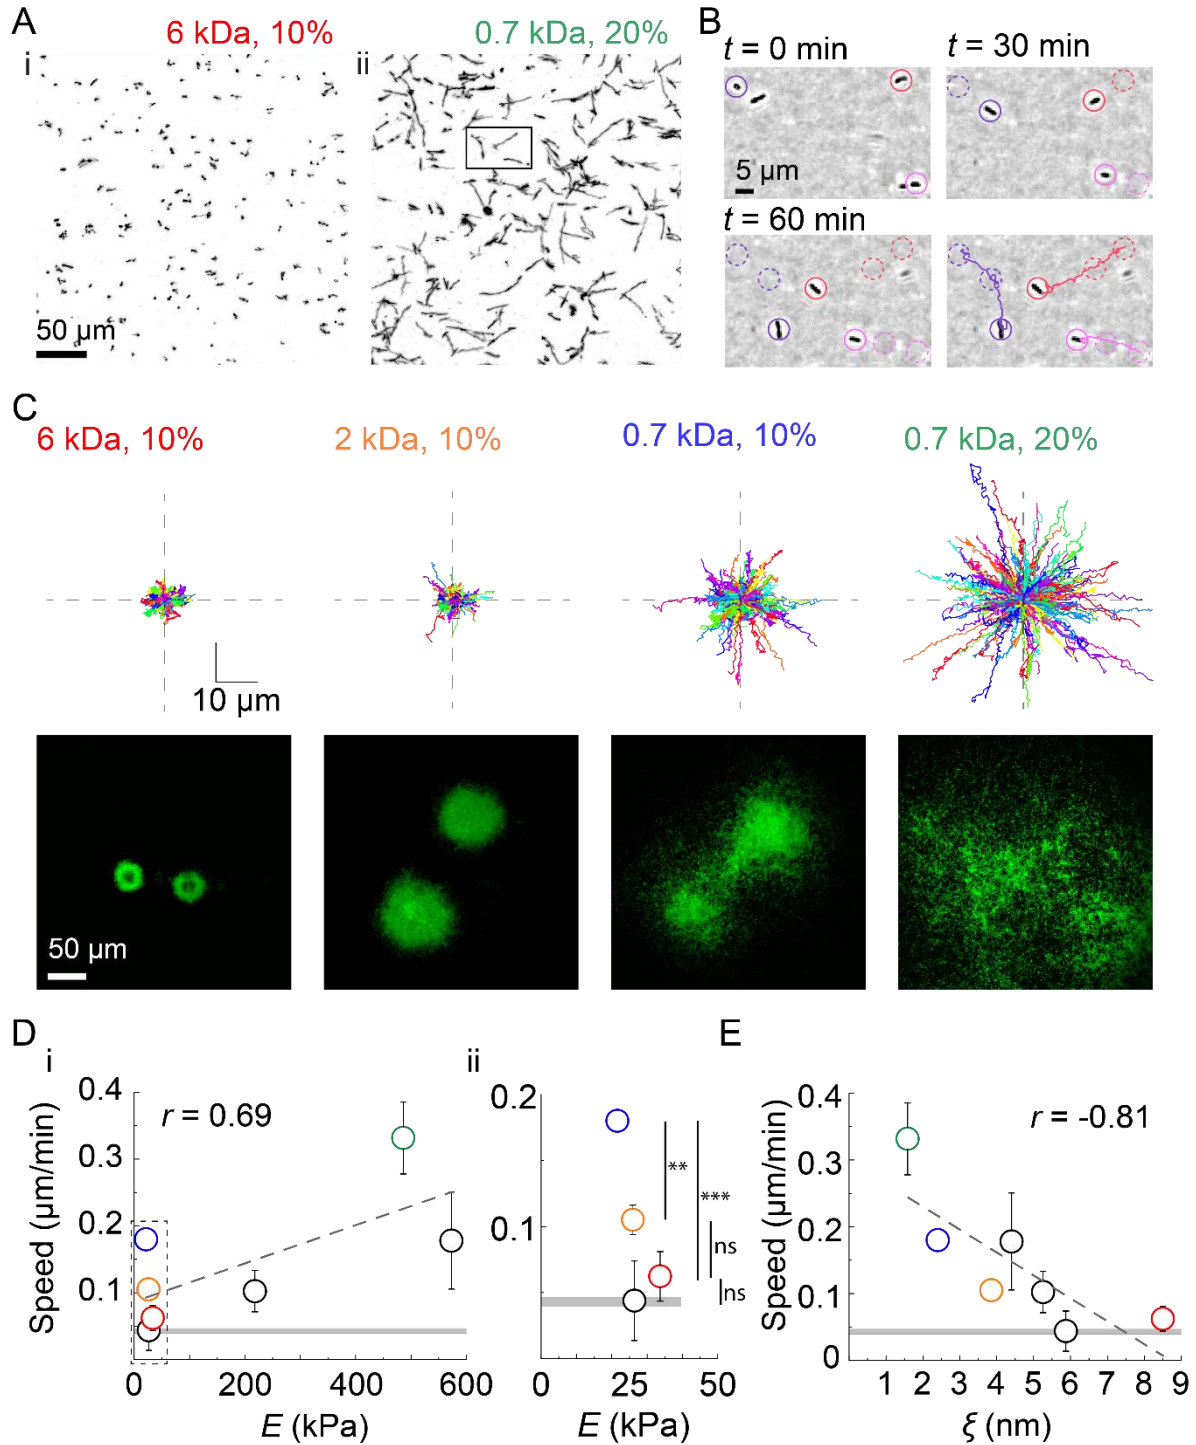 A
6 kDa, 10%
0.7 kDa, 20%
i
ii
50 µm
B
t = 0 min
t = 30 min
5 µm
t = 60 min
C
6 kDa, 10%
2 kDa, 10%
0.7 kDa, 10%
0.7 kDa, 20%
10 µm
50 µm
D
i
r = 0.69
Speed (µm/min)
0.4
0.3
0.2
0.1
0
200
400
600
E (kPa)
ii
0.2
0.1
**
***
ns
ns
0
25
50
E (kPa)
E
r = -0.81
Speed (µm/min)
0.4
0.3
0.2
0.1
0
1 2 3 4 5 6 7 8 9
ξ (nm)